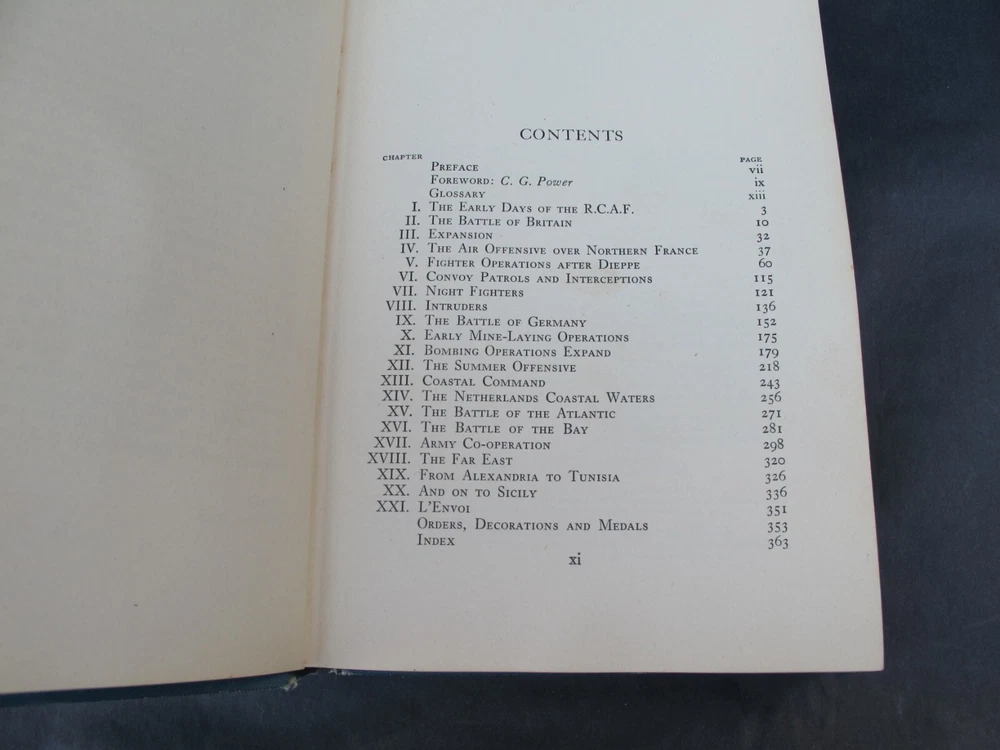 CONTENTS
CHAPTER PAGE
PREFACE vii
FOREWORD: C. G. Power ix
GLOSSARY xiii
I. THE EARLY DAYS OF THE R.C.A.F. 3
II. THE BATTLE OF BRITAIN 10
III. EXPANSION 32
IV. THE AIR OFFENSIVE OVER NORTHERN FRANCE 37
V. FIGHTER OPERATIONS AFTER DIEPPE 60
VI. CONVOY PATROLS AND INTERCEPTIONS 115
VII. NIGHT FIGHTERS 121
VIII. INTRUDERS 136
IX. THE BATTLE OF GERMANY 152
X. EARLY MINE-LAYING OPERATIONS 175
XI. BOMBING OPERATIONS EXPAND 179
XII. THE SUMMER OFFENSIVE 218
XIII. COASTAL COMMAND 243
XIV. THE NETHERLANDS COASTAL WATERS 256
XV. THE BATTLE OF THE ATLANTIC 271
XVI. THE BATTLE OF THE BAY 281
XVII. ARMY CO-OPERATION 298
XVIII. THE FAR EAST 320
XIX. FROM ALEXANDRIA TO TUNISIA 326
XX. AND ON TO SICILY 336
XXI. L'ENVOI 351
ORDERS, DECORATIONS AND MEDALS 353
INDEX 363
xi